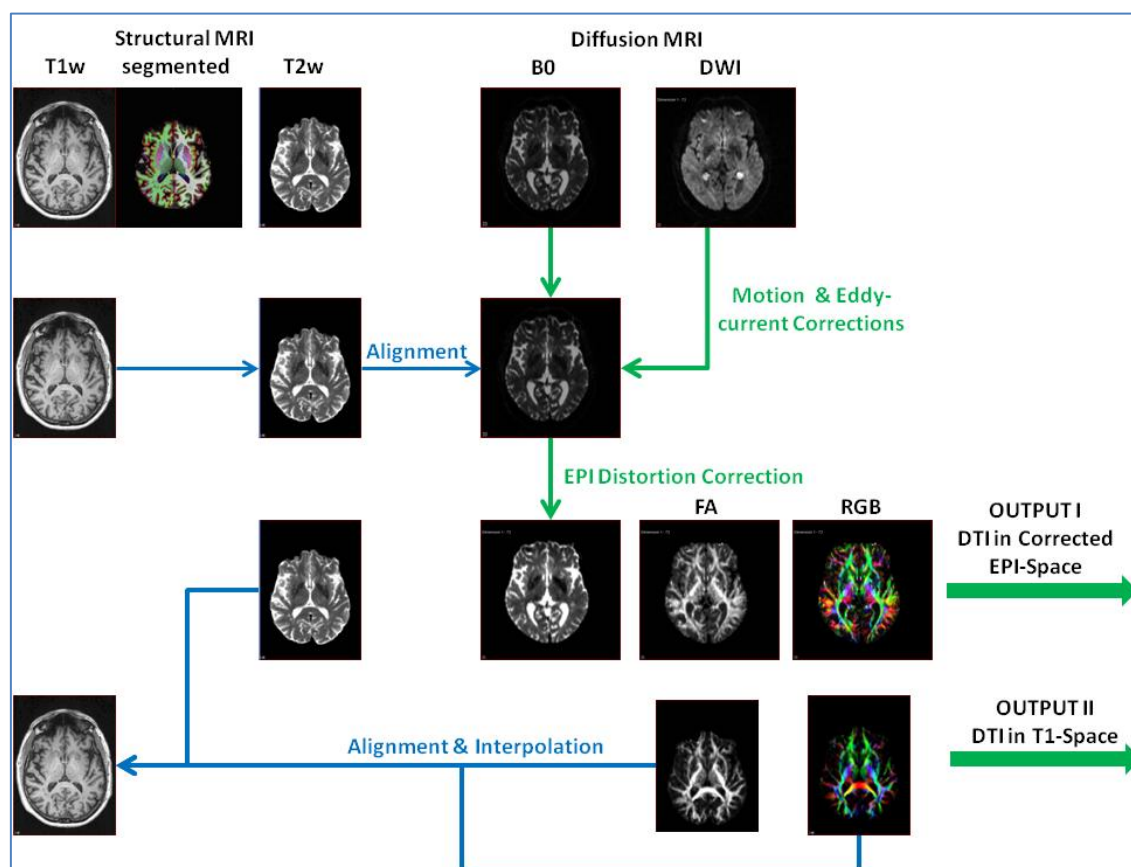 Structural MRI
Diffusion MRI
T1w
segmented
T2w
B0
DWI
Motion & Eddy-
current Corrections
Alignment
EPI Distortion Correction
FA
RGB
OUTPUT I
DTI in Corrected
EPI-Space
Alignment & Interpolation
OUTPUT II
DTI in T1-Space